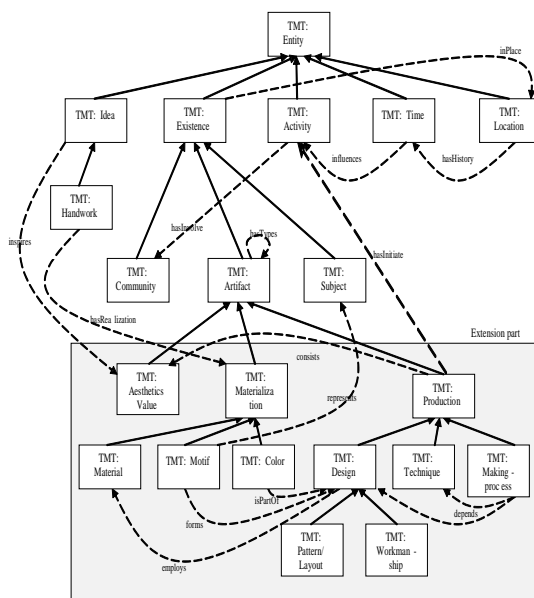 TMT:
Entity
inPlace
TMT: Idea
TMT:
Existence
TMT:
Activity
TMT: Time
TMT:
Location
influences
hasHistory
TMT:
Handwork
hasInvolve
hasTypes
hasInitiate
inspires
TMT:
Community
TMT:
Artifact
TMT:
Subject
hasRea lization
Extension part
consists
TMT:
Aesthetics
Value
TMT:
Materializa
tion
represents
TMT:
Production
TMT:
Material
TMT: Motif
TMT: Color
TMT:
Design
TMT:
Technique
TMT:
Making -
proc ess
isPartOf
forms
depends
employs
TMT:
Pattern/
Layout
TMT:
Workman -
ship